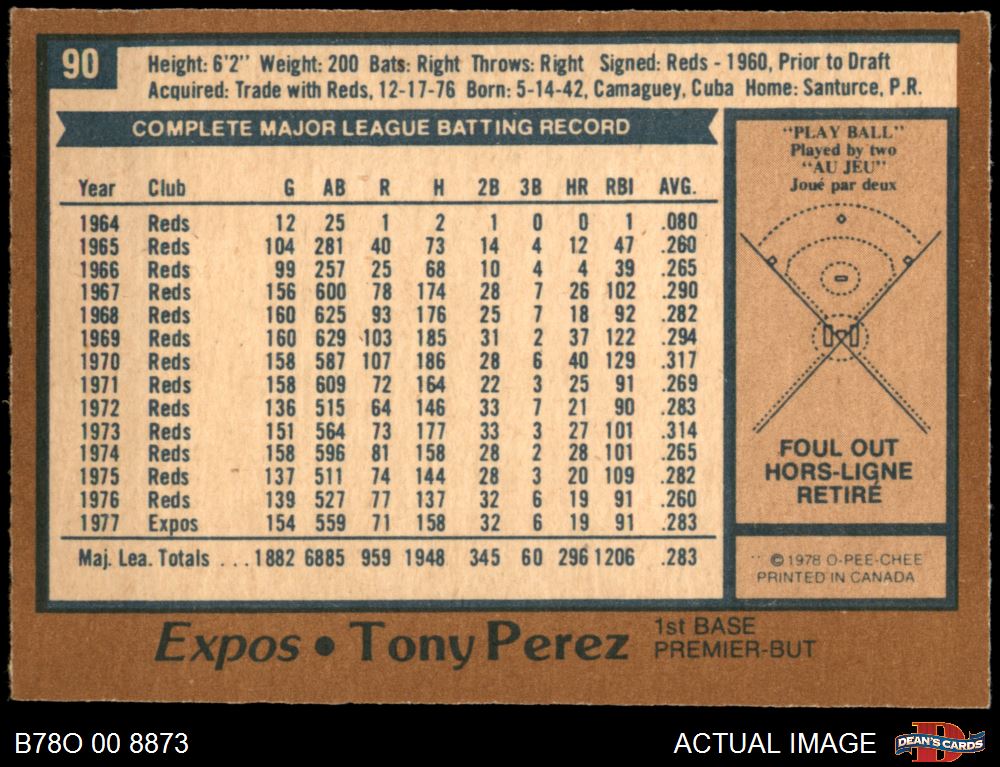 90
Height: 6'2" Weight: 200 Bats: Right Throws: Right Signed: Reds - 1960, Prior to Draft
Acquired: Trade with Reds, 12-17-76 Born: 5-14-42, Camaguey, Cuba Home: Santurce, P.R.
COMPLETE MAJOR LEAGUE BATTING RECORD
Year Club G AB R H 2B 3B HR RBI AVG.
1964 Reds 12 25 1 2 1 0 0 1 .080
1965 Reds 104 281 40 73 14 4 12 47 .260
1966 Reds 99 257 25 68 10 4 4 39 .265
1967 Reds 156 600 78 174 28 7 26 102 .290
1968 Reds 160 625 93 176 25 7 18 92 .282
1969 Reds 160 629 103 185 31 2 37 122 .294
1970 Reds 158 587 107 186 28 6 40 129 .317
1971 Reds 158 609 72 164 22 3 25 91 .269
1972 Reds 136 515 64 146 33 7 21 90 .283
1973 Reds 151 564 73 177 33 3 27 101 .314
1974 Reds 158 596 81 158 28 2 28 101 .265
1975 Reds 137 511 74 144 28 3 20 109 .282
1976 Reds 139 527 77 137 32 6 19 91 .260
1977 Expos 154 559 71 158 32 6 19 91 .283
Maj. Lea. Totals ...1882 6885 959 1948 345 60 296 1206 .283
"PLAY BALL"
Played by two
"AU JEU"
Joué par deux
FOUL OUT
HORS-LIGNE
RETIRÉ
©1978 O-PEE-CHEE
PRINTED IN CANADA
Expos • Tony Perez 1st BASE
PREMIER-BUT
B78O 00 8873 ACTUAL IMAGE DEAN'S CARDS